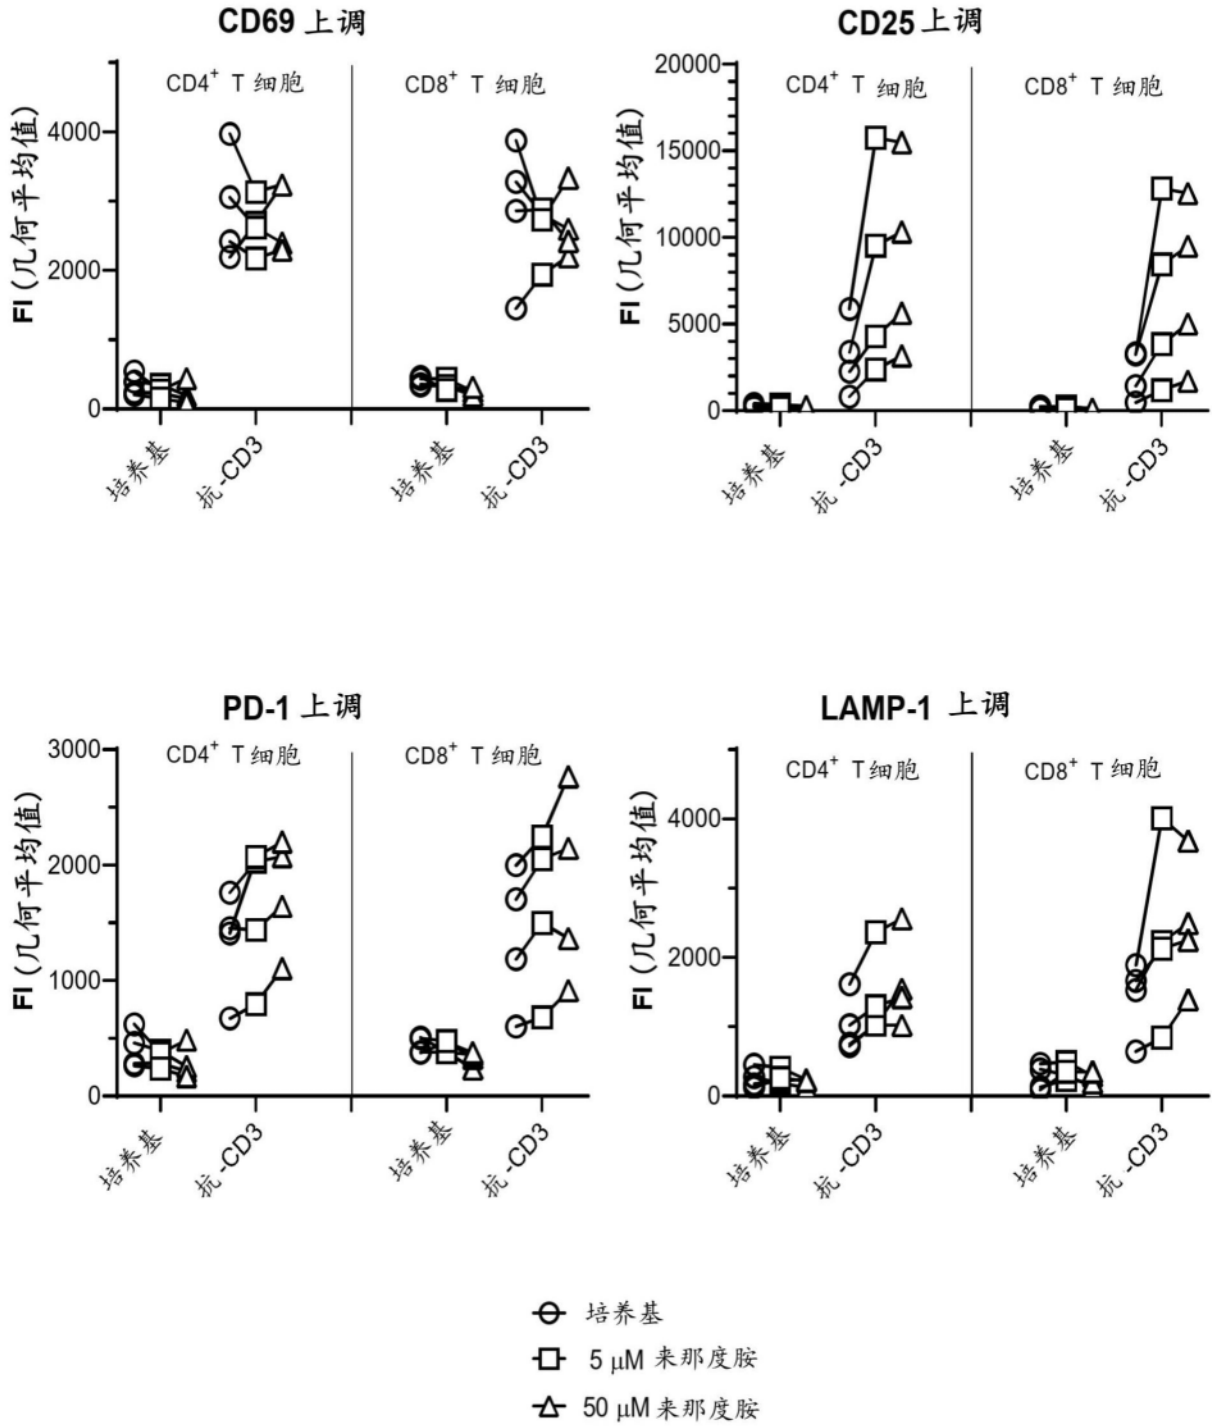 CD69 上调
CD25 上调
CD4+ T 细胞
CD8+ T 细胞
CD4+ T 细胞
CD8+ T 细胞
FI (几何平均值)
4000
2000
0
FI (几何平均值)
20000
15000
10000
5000
0
培养基
抗-CD3
培养基
抗-CD3
培养基
抗-CD3
培养基
抗-CD3
PD-1 上调
LAMP-1 上调
CD4+ T 细胞
CD8+ T 细胞
CD4+ T 细胞
CD8+ T 细胞
FI (几何平均值)
3000
2000
1000
0
FI (几何平均值)
4000
2000
0
培养基
抗-CD3
培养基
抗-CD3
培养基
抗-CD3
培养基
抗-CD3
培养基
5 μM 来那度胺
50 μM 来那度胺